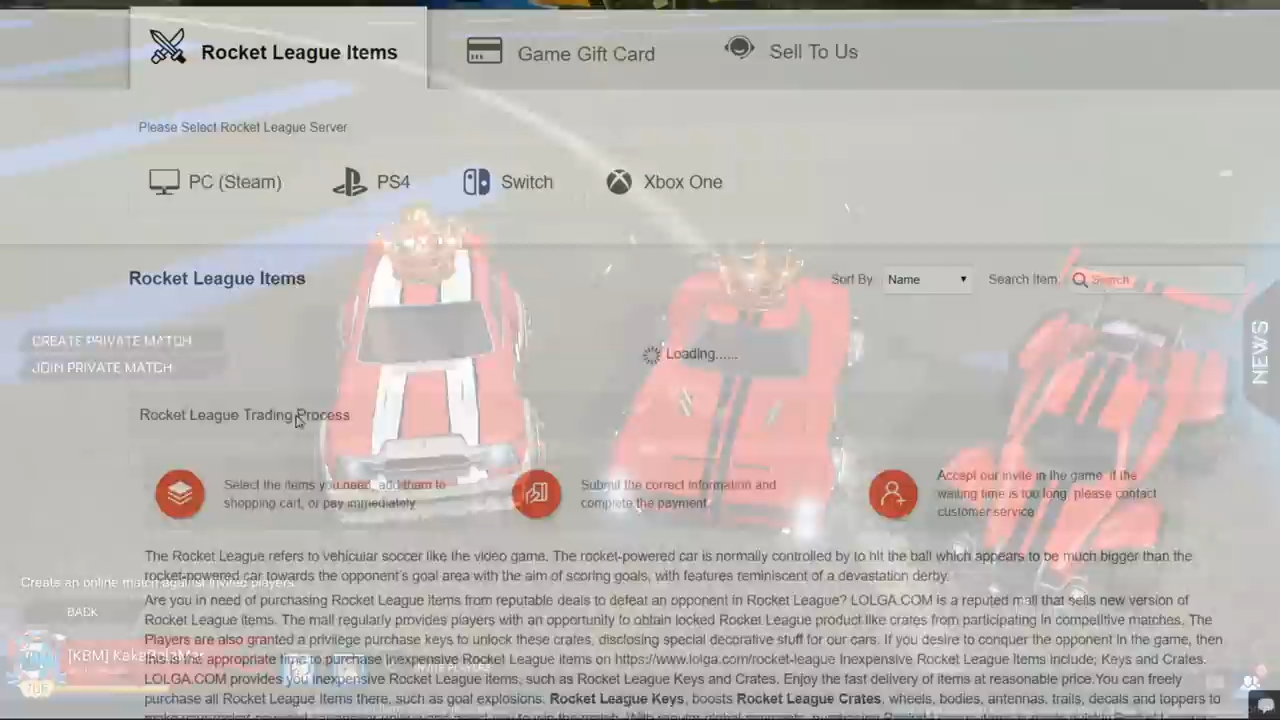 Rocket League Items
Game Gift Card
Sell To Us
Please Select Rocket League Server
PC (Steam)
PS4
Switch
Xbox One
Rocket League Items
Sort By:
Name
Search Item:
Search
CREATE PRIVATE MATCH
JOIN PRIVATE MATCH
NEWS
Loading......
Rocket League Trading Process
Select the items you need, add them to
shopping cart, or pay immediately
Submit the correct information and
complete the payment
Accept our invite in the game, if the
waiting time is too long, please contact
customer service
The Rocket League refers to vehicular soccer like the video game. The rocket-powered car is normally controlled by to hit the ball which appears to be much bigger than the
rocket-powered car towards the opponent's goal area with the aim of scoring goals, with features reminiscent of a devastation derby.
Create an online match against invited players.
BACK
Are you in need of purchasing Rocket League Items from reputable deals to defeat an opponent in Rocket League? LOLGA.COM is a reputed mall that sells new version of
Rocket League items. The mall regularly provides players with an opportunity to obtain locked Rocket League product like crates from participating in competitive matches. The
Players are also granted a privilege purchase keys to unlock these crates, disclosing special decorative stuff for our cars. If you desire to conquer the opponent in the game, then
this is the appropriate time to purchase Inexpensive Rocket League items on https://www.lolga.com/rocket-league Inexpensive Rocket League Items include; Keys and Crates.
LOLGA.COM provides you inexpensive Rocket League items, such as Rocket League Keys and Crates. Enjoy the fast delivery of items at reasonable price.You can freely
purchase all Rocket League Items there, such as goal explosions, Rocket League Keys, boosts Rocket League Crates, wheels, bodies, antennas, trails, decals and toppers to
[KBM] KakaBalaMar